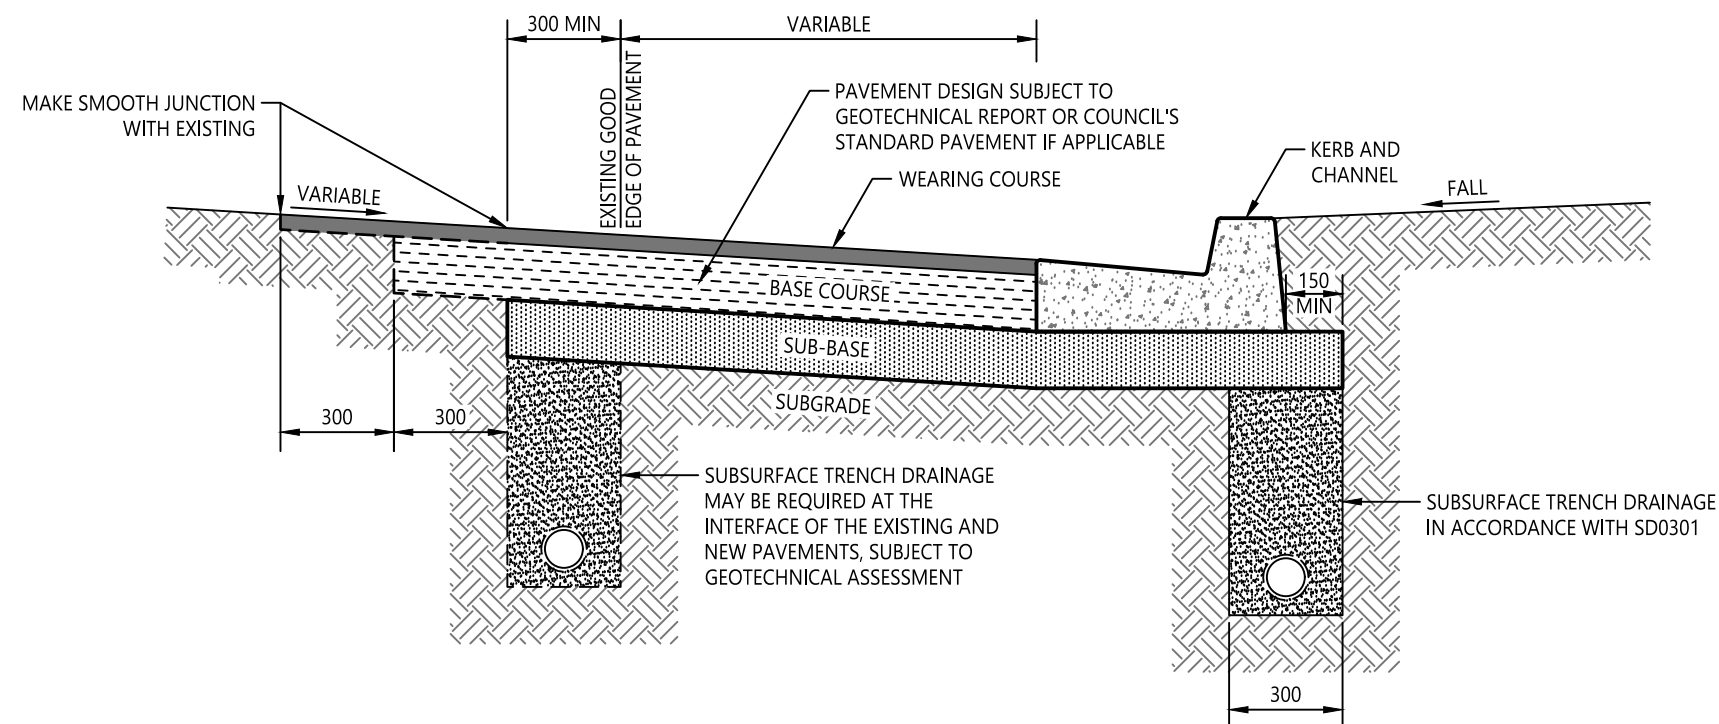 300 MIN
VARIABLE
MAKE SMOOTH JUNCTION
WITH EXISTING
EXISTING GOOD
EDGE OF PAVEMENT
PAVEMENT DESIGN SUBJECT TO
GEOTECHNICAL REPORT OR COUNCIL'S
STANDARD PAVEMENT IF APPLICABLE
KERB AND
CHANNEL
WEARING COURSE
VARIABLE
FALL
BASE COURSE
150
MIN
SUB-BASE
SUBGRADE
300
300
SUBSURFACE TRENCH DRAINAGE
MAY BE REQUIRED AT THE
INTERFACE OF THE EXISTING AND
NEW PAVEMENTS, SUBJECT TO
GEOTECHNICAL ASSESSMENT
SUBSURFACE TRENCH DRAINAGE
IN ACCORDANCE WITH SD0301
300